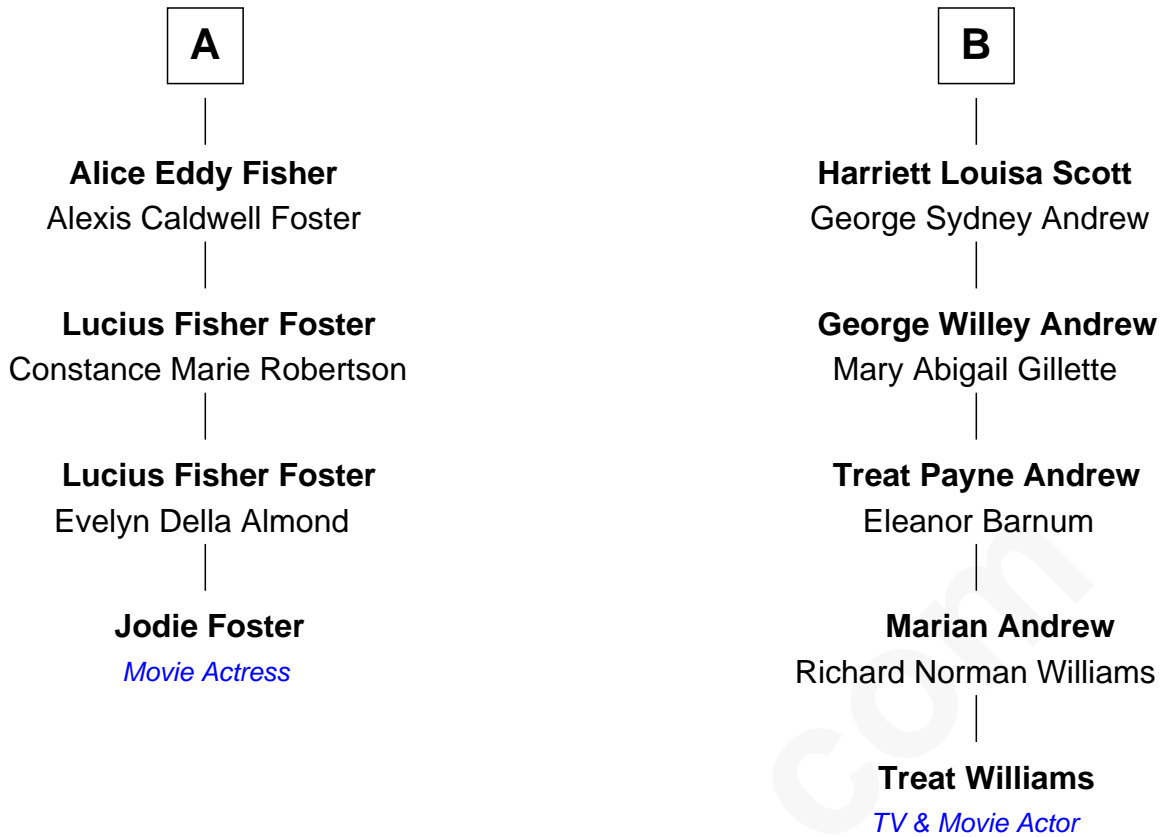 A
Alice Eddy Fisher
Alexis Caldwell Foster
Lucius Fisher Foster
Constance Marie Robertson
Lucius Fisher Foster
Evelyn Della Almond
Jodie Foster
Movie Actress
B
Harriett Louisa Scott
George Sydney Andrew
George Willey Andrew
Mary Abigail Gillette
Treat Payne Andrew
Eleanor Barnum
Marian Andrew
Richard Norman Williams
Treat Williams
TV & Movie Actor
com